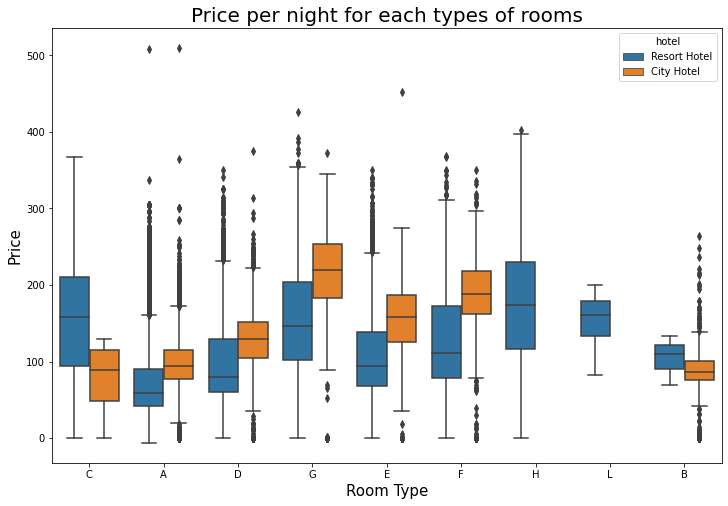 Price per night for each types of rooms
hotel
Resort Hotel
City Hotel
Price
500
400
300
200
100
0
C A D G E F H L B
Room Type